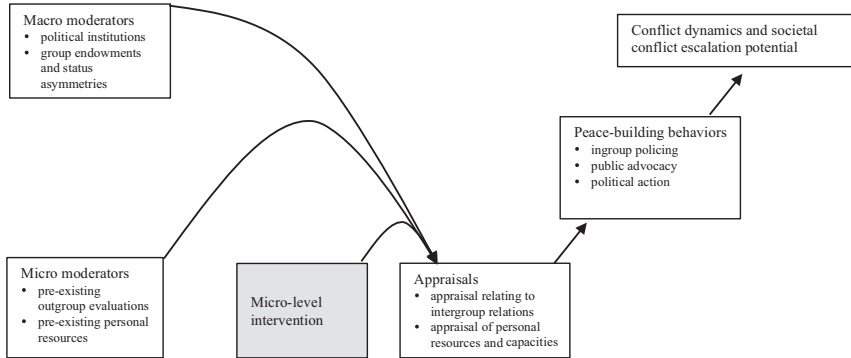 Macro moderators
• political institutions
• group endowments
and status
asymmetries
Conflict dynamics and societal
conflict escalation potential
Peace-building behaviors
• ingroup policing
• public advocacy
• political action
Micro moderators
• pre-existing
outgroup evaluations
• pre-existing personal
resources
Micro-level
intervention
Appraisals
• appraisal relating to
intergroup relations
• appraisal of personal
resources and capacities